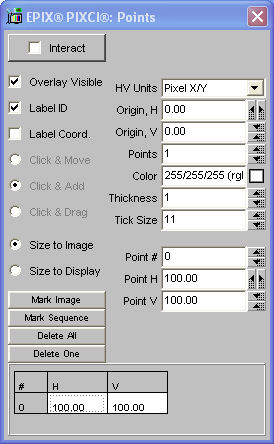 EPIX® PIXCI®: Points
Interact
Overlay Visible
Label ID
Label Coord.
Click & Move
Click & Add
Click & Drag
Size to Image
Size to Display
Mark Image
Mark Sequence
Delete All
Delete One
HV Units Pixel X/Y
Origin, H 0.00
Origin, V 0.00
Points 1
Color 255/255/255 (rgl
Thickness 1
Tick Size 11
Point # 0
Point H 100.00
Point V 100.00
# H V
0 100.00 100.00